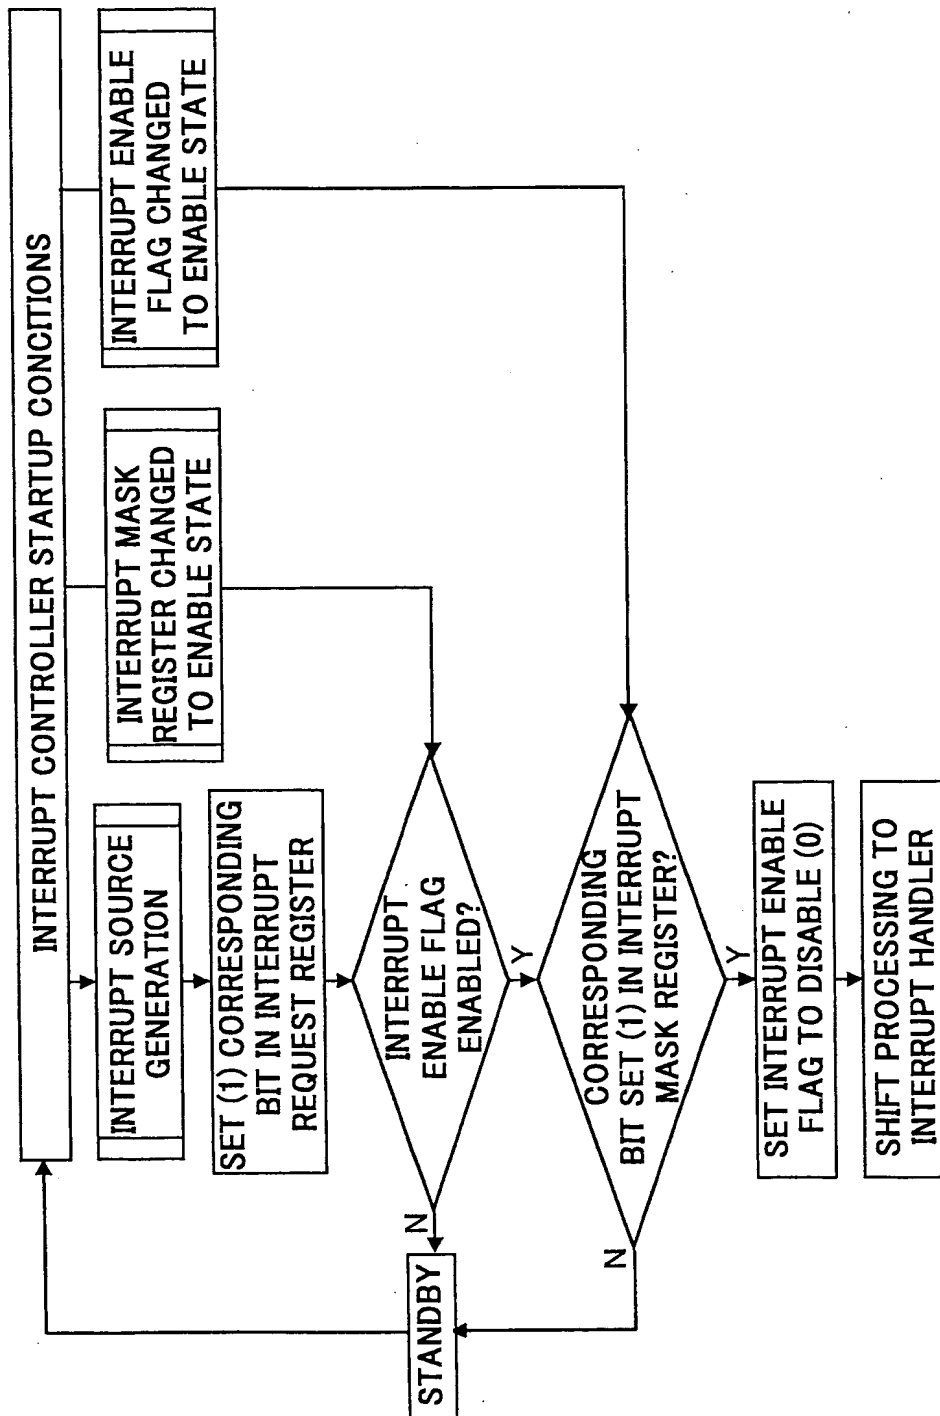 INTERRUPT CONTROLLER STARTUP CONCITIONS
INTERRUPT SOURCE
GENERATION
INTERRUPT MASK
REGISTER CHANGED
TO ENABLE STATE
INTERRUPT ENABLE
FLAG CHANGED
TO ENABLE STATE
SET (1) CORRESPONDING
BIT IN INTERRUPT
REQUEST REGISTER
INTERRUPT
ENABLE FLAG
ENABLED?
N
Y
STANDBY
CORRESPONDING
BIT SET (1) IN INTERRUPT
MASK REGISTER?
N
Y
SET INTERRUPT ENABLE
FLAG TO DISABLE (0)
SHIFT PROCESSING TO
INTERRUPT HANDLER